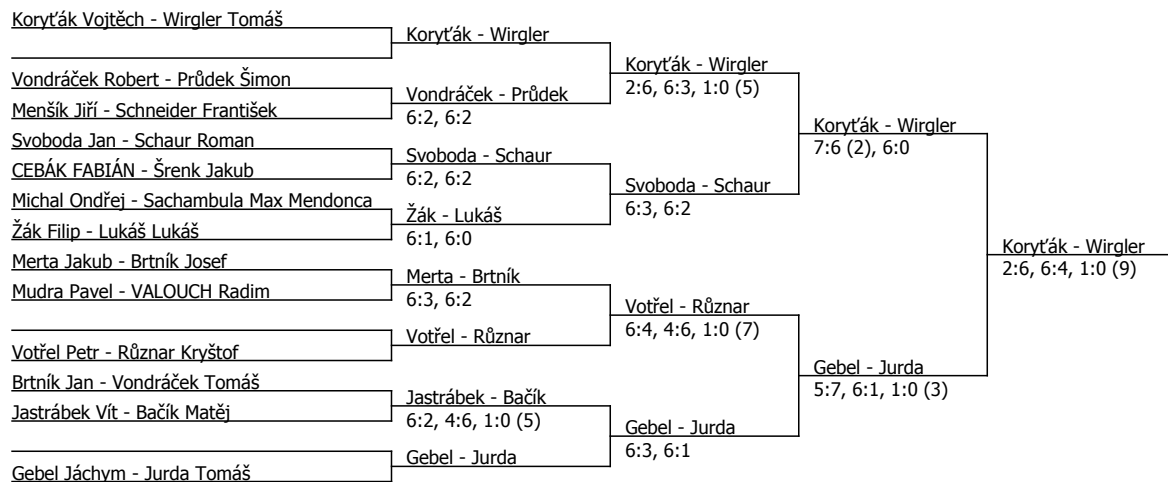 Koryťák Vojtěch - Wirgler Tomáš
Vondráček Robert - Průdek Šimon
Menšík Jiří - Schneider František
Svoboda Jan - Schaur Roman
CEBÁK FABIÁN - Šrenk Jakub
Michal Ondřej - Sachambula Max Mendonca
Žák Filip - Lukáš Lukáš
Merta Jakub - Brtník Josef
Mudra Pavel - VALOUCH Radim
Votřel Petr - Různar Kryštof
Brtník Jan - Vondráček Tomáš
Jastrábek Vít - Bačík Matěj
Gebel Jáchym - Jurda Tomáš
Koryťák - Wirgler
Vondráček - Průdek
6:2, 6:2
Svoboda - Schaur
6:2, 6:2
Žák - Lukáš
6:1, 6:0
Merta - Brtník
6:3, 6:2
Votřel - Různar
Jastrábek - Bačík
6:2, 4:6, 1:0 (5)
Gebel - Jurda
Koryťák - Wirgler
2:6, 6:3, 1:0 (5)
Svoboda - Schaur
6:3, 6:2
Votřel - Různar
6:4, 4:6, 1:0 (7)
Gebel - Jurda
6:3, 6:1
Koryťák - Wirgler
7:6 (2), 6:0
Gebel - Jurda
5:7, 6:1, 1:0 (3)
Koryťák - Wirgler
2:6, 6:4, 1:0 (9)